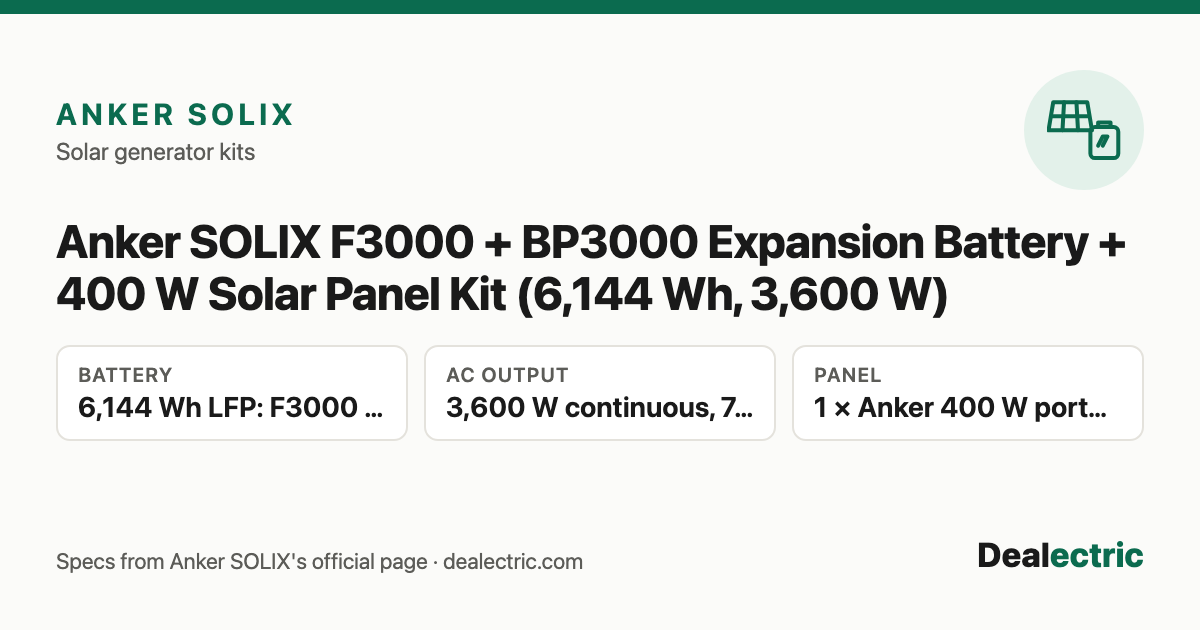 ANKER SOLIX
Solar generator kits
Anker SOLIX F3000 + BP3000 Expansion Battery +
400 W Solar Panel Kit (6,144 Wh, 3,600 W)
BATTERY
6,144 Wh LFP: F3000 ...
AC OUTPUT
3,600 W continuous, 7...
PANEL
1 × Anker 400 W port...
Specs from Anker SOLIX's official page · dealectric.com
Dealectric